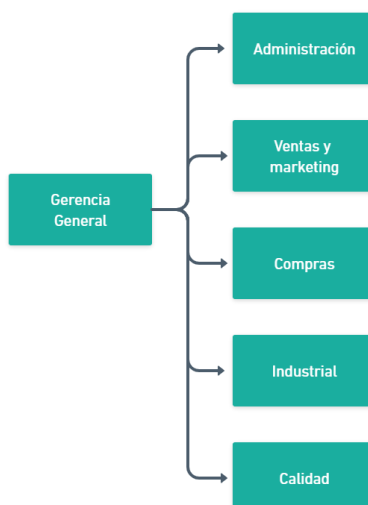 Administración
Ventas y
marketing
Gerencia
General
Compras
Industrial
Calidad